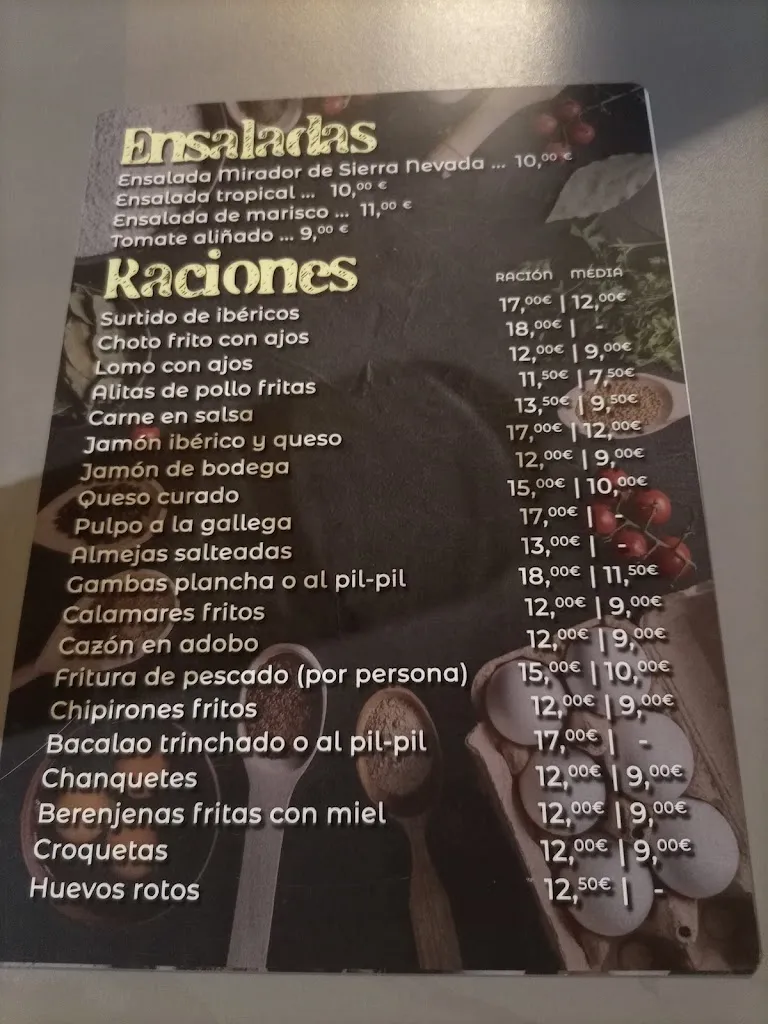 Ensaladas
Ensalada Mirador de Sierra Nevada ... 10,00 €
Ensalada tropical ... 10,00 €
Ensalada de marisco ... 11,00 €
Tomate aliñado ... 9,00 €
Raciones RACIÓN MÉDIA
Surtido de ibéricos 17,00€ | 12,00€
Choto frito con ajos 18,00€ | -
Lomo con ajos 12,00€ | 9,00€
Alitas de pollo fritas 11,50€ | 7,50€
Carne en salsa 13,50€ | 9,50€
Jamón ibérico y queso 17,00€ | 12,00€
Jamón de bodega 12,00€ | 9,00€
Queso curado 15,00€ | 10,00€
Pulpo a la gallega 17,00€ | -
Almejas salteadas 13,00€ | -
Gambas plancha o al pil-pil 18,00€ | 11,50€
Calamares fritos 12,00€ | 9,00€
Cazón en adobo 12,00€ | 9,00€
Fritura de pescado (por persona) 15,00€ | 10,00€
Chipirones fritos 12,00€ | 9,00€
Bacalao trinchado o al pil-pil 17,00€ | -
Chanquetes 12,00€ | 9,00€
Berenjenas fritas con miel 12,00€ | 9,00€
Croquetas 12,00€ | 9,00€
Huevos rotos 12,50€ | -